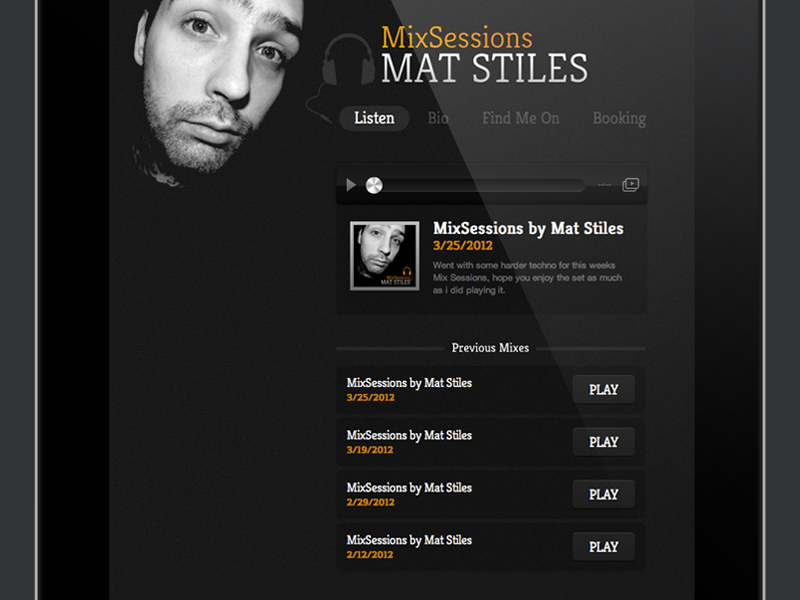 MixSessions
MAT STILES
Listen Bio Find Me On Booking
MixSessions by Mat Stiles
3/25/2012
Went with some harder techno for this weeks
Mix Sessions, hope you enjoy the set as much
as i did playing it.
MixSessions
MAT STILES
Previous Mixes
MixSessions by Mat Stiles
3/25/2012
PLAY
MixSessions by Mat Stiles
3/19/2012
PLAY
MixSessions by Mat Stiles
2/29/2012
PLAY
MixSessions by Mat Stiles
2/12/2012
PLAY